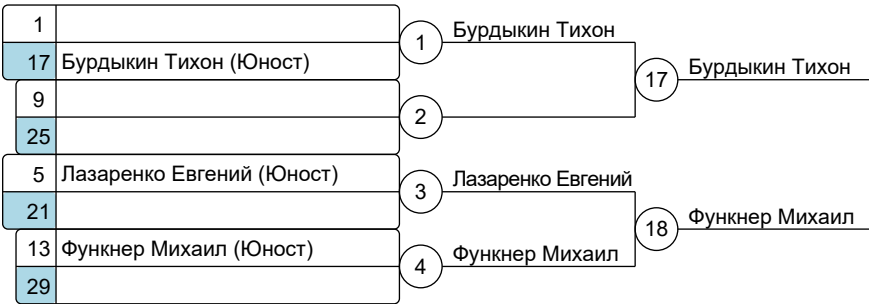 1
1 Бурдыкин Тихон
17 Бурдыкин Тихон (Юност)
17 Бурдыкин Тихон
9
2
25
5 Лазаренко Евгений (Юност)
3 Лазаренко Евгений
21
18 Функнер Михаил
13 Функнер Михаил (Юност)
4 Функнер Михаил
29